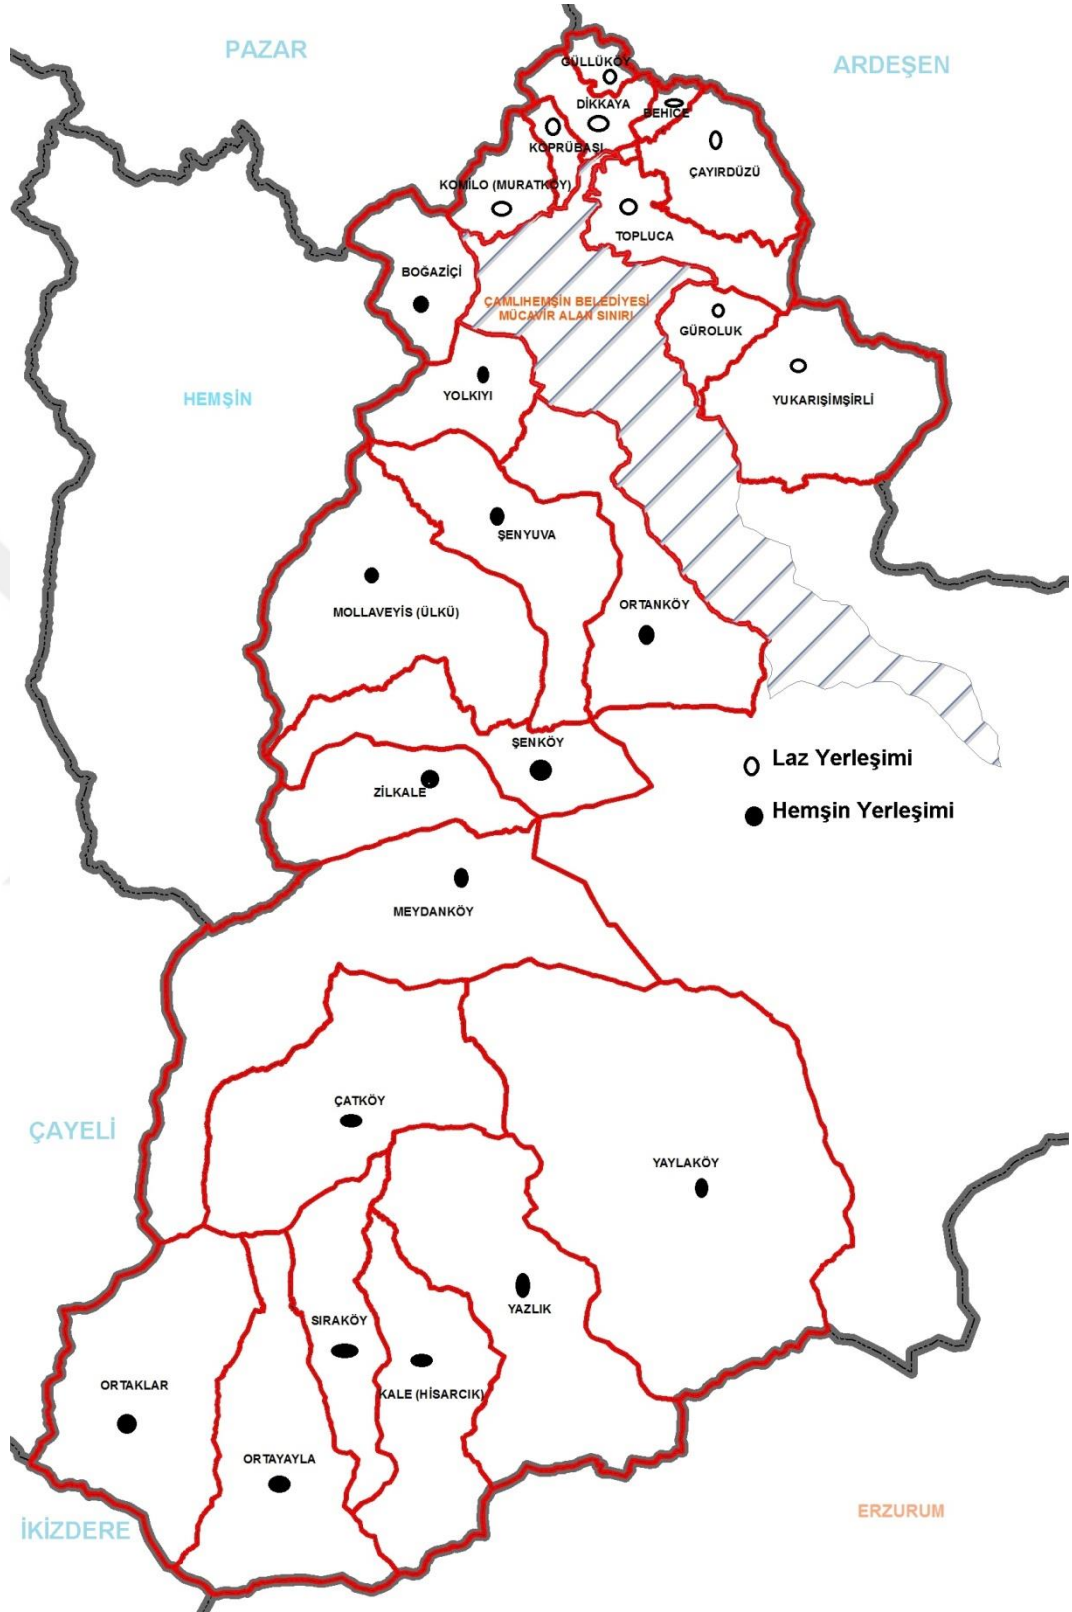 PAZAR
GÜLLÜKÖY
ARDEŞEN
DİKKAYA
BEHİCE
KÖPRÜBAŞI
ÇAYIRDÜZÜ
KOMİLO (MURATKÖY)
TOPLUCA
BOĞAZİÇİ
ÇAMLIHEMŞİN BELEDİYESİ
MÜCAVİR ALAN SINIRI
GÜROLUK
HEMŞİN
YOLKIYI
YUKARIŞİMŞİRLİ
ŞENYUVA
MOLLAVEYİS (ÜLKÜ)
ORTANKÖY
ŞENKÖY
Laz Yerleşimi
ZİLKALE
Hemşin Yerleşimi
MEYDANKÖY
ÇATKÖY
ÇAYELİ
YAYLAKÖY
YAZLIK
SIRAKÖY
ORTAKLAR
KALE (HİSARCIK)
ORTAYAYLA
İKİZDERE
ERZURUM